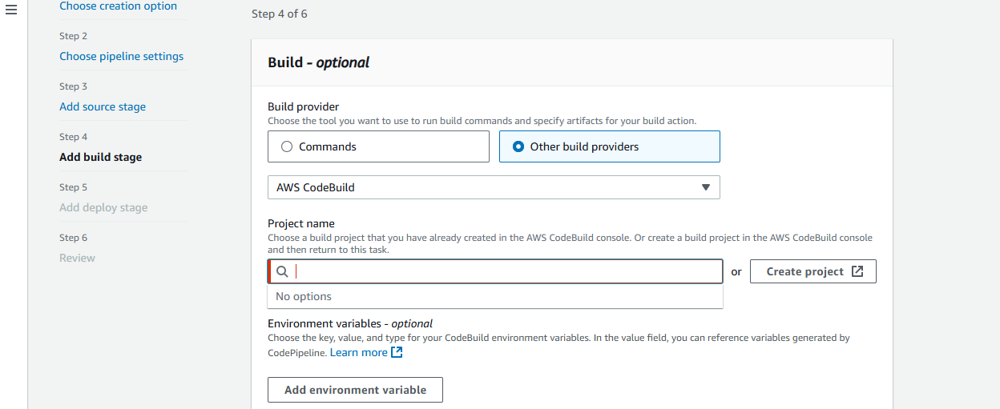 Choose creation option
Step 2
Choose pipeline settings
Step 3
Add source stage
Step 4
Add build stage
Step 5
Add deploy stage
Step 6
Review
Step 4 of 6
Build - optional
Build provider
Choose the tool you want to use to run build commands and specify artifacts for your build action.
Commands
Other build providers
AWS CodeBuild
Project name
Choose a build project that you have already created in the AWS CodeBuild console. Or create a build project in the AWS CodeBuild console
and then return to this task.
or
Create project
No options
Environment variables - optional
Choose the key, value, and type for your CodeBuild environment variables. In the value field, you can reference variables generated by
CodePipeline. Learn more
Add environment variable